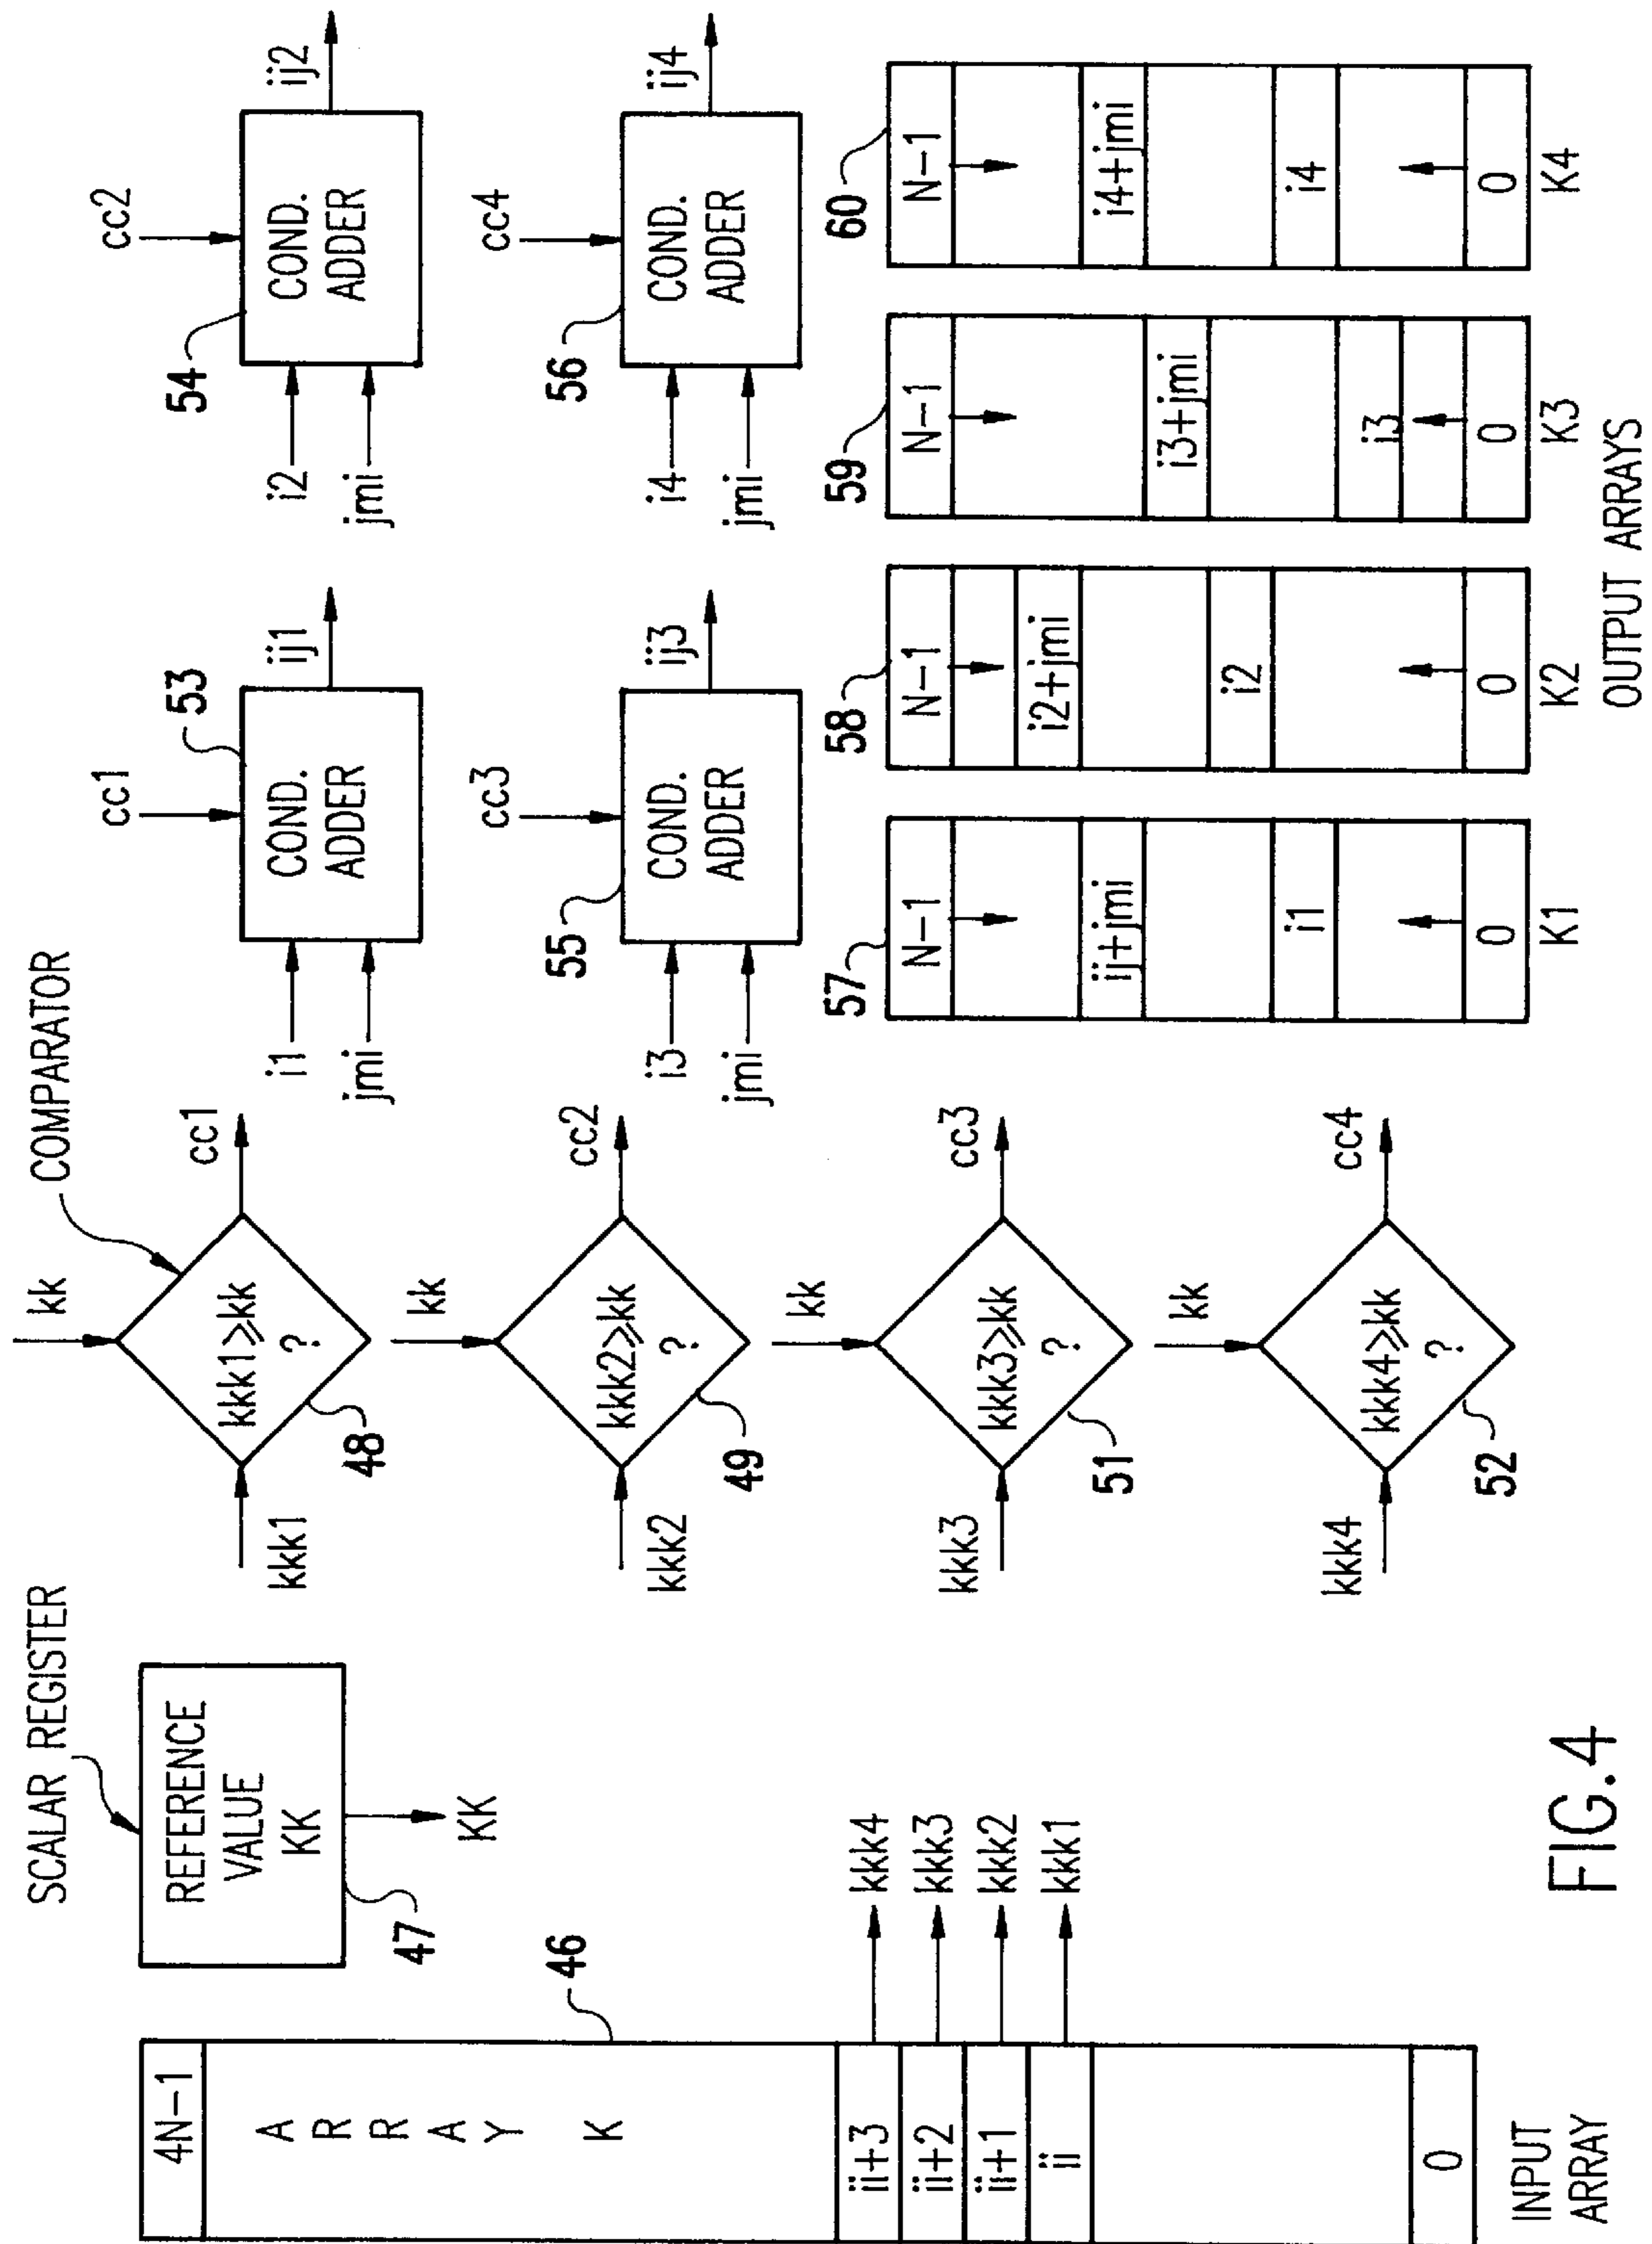 SCALAR REGISTER
REFERENCE
VALUE
KK
KK
47
46
4N-1
A
R
R
A
Y
K
ii+3
ii+2
ii+1
ii
0
kkk4
kkk3
kkk2
kkk1
INPUT
ARRAY
COMPARATOR
kk
kkk1
kkk1⩾kk
?
cc1
48
kk
kkk2
kkk2⩾kk
?
cc2
49
kk
kkk3
kkk3⩾kk
?
cc3
51
kk
kkk4
kkk4⩾kk
?
cc4
52
cc1
53
i1
jmi
COND.
ADDER
ij1
cc2
54
i2
jmi
COND.
ADDER
ij2
cc3
55
i3
jmi
COND.
ADDER
ij3
cc4
56
i4
jmi
COND.
ADDER
ij4
57
N-1
ij+jmi
i1
0
K1
58
N-1
i2+jmi
i2
0
K2
59
N-1
i3+jmi
i3
0
K3
60
N-1
i4+jmi
i4
0
K4
OUTPUT ARRAYS
FIG.4